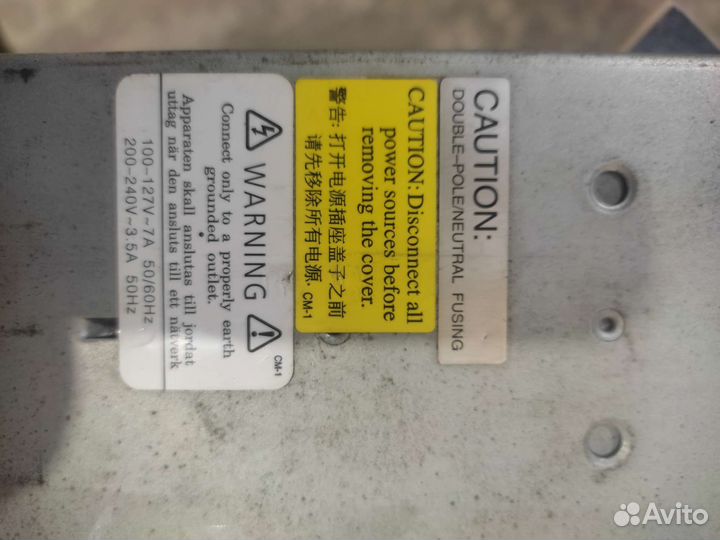 CAUTION:
DOUBLE-POLE/NEUTRAL FUSING
CAUTION: Disconnect all
power sources before
removing the cover.
警告: 打开电源插座盖子之前
请先移除所有电源. CM-1
WARNING
CM-1
Connect only to a properly earth
grounded outlet.
Apparaten skall anslutas till jordat
uttag när den ansluts till ett nätverk
100-127V~7A 50/60Hz
200-240V~3.5A 50Hz
Avito